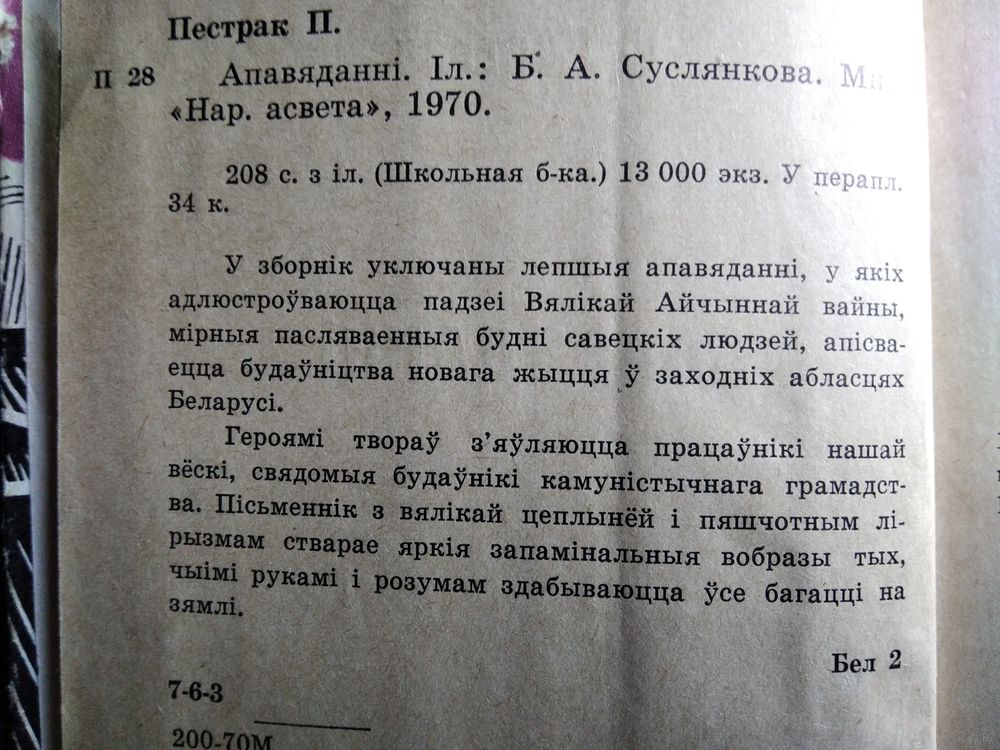 Пестрак П.
П 28 Апавяданні. Іл.: Б. А. Суслянкова. Мн.
«Нар. асвета», 1970.
208 с. з іл. (Школьная б-ка.) 13 000 экз. У перапл.
34 к.
У зборнік уключаны лепшыя апавяданні, у якіх
адлюстроўваюцца падзеі Вялікай Айчыннай вайны,
мірныя пасляваенныя будні савецкіх людзей, апісва-
ецца будаўніцтва новага жыцця ў заходніх абласцях
Беларусі.
Героямі твораў з'яўляюцца працаўнікі нашай
вёскі, свядомыя будаўнікі камуністычнага грамадст-
ва. Пісьменнік з вялікай цеплынёй і пяшчотным лі-
рызмам стварае яркія запамінальныя вобразы тых,
чыімі рукамі і розумам здабываюцца ўсе багацці на
зямлі.
Бел 2
7-6-3
200-70М